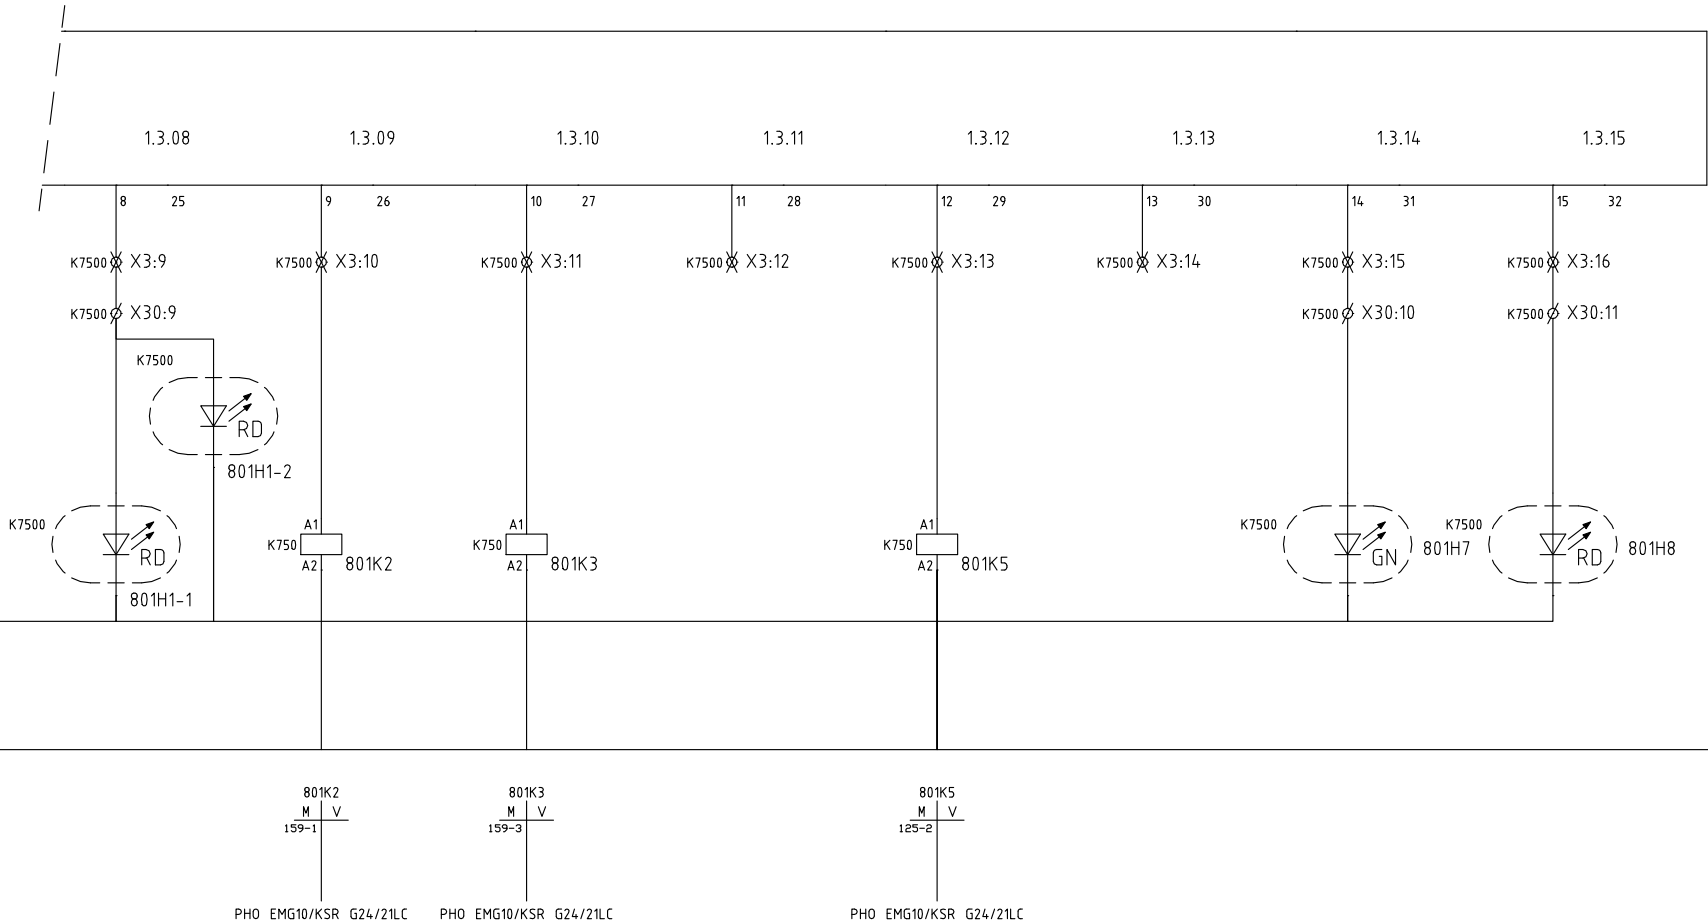 1.3.08 1.3.09 1.3.10 1.3.11 1.3.12 1.3.13 1.3.14 1.3.15
8 25 9 26 10 27 11 28 12 29 13 30 14 31 15 32
K7500 X3:9 K7500 X3:10 K7500 X3:11 K7500 X3:12 K7500 X3:13 K7500 X3:14 K7500 X3:15 K7500 X3:16
K7500 X30:9 K7500 X30:10 K7500 X30:11
K7500
RD
801H1-2
K7500 A1 A1 A1 K7500 K7500
K750 K750 K750
RD GN 801H7 RD 801H8
A2 801K2 A2 801K3 A2 801K5
801H1-1
801K2 801K3 801K5
M V M V M V
159-1 159-3 125-2
PHO EMG10/KSR G24/21LC PHO EMG10/KSR G24/21LC PHO EMG10/KSR G24/21LC